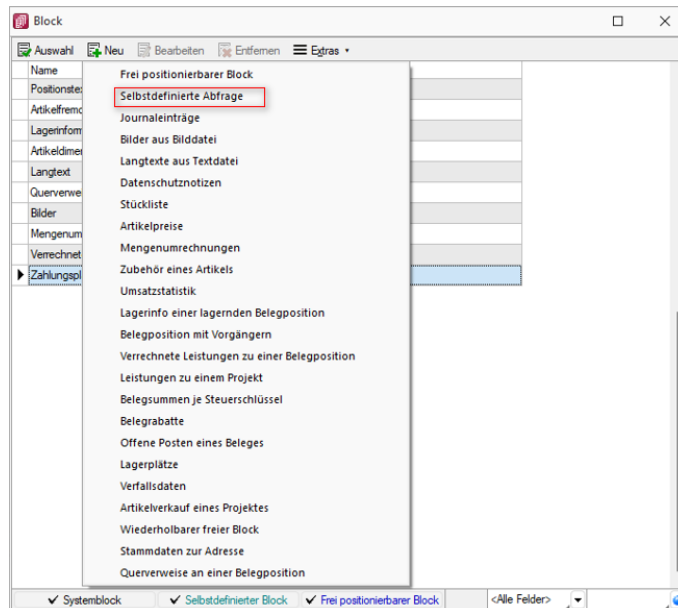 Block
Auswahl Neu Bearbeiten Entfernen Extras
Name
Frei positionierbarer Block
Selbstdefinierte Abfrage
Journaleinträge
Bilder aus Bilddatei
Langtexte aus Textdatei
Datenschutznotizen
Stückliste
Artikelpreise
Mengenumrechnungen
Zubehör eines Artikels
Umsatzstatistik
Lagerinfo einer lagernden Belegposition
Belegposition mit Vorgängern
Verrechnete Leistungen zu einer Belegposition
Leistungen zu einem Projekt
Belegsummen je Steuerschlüssel
Belegrabatte
Offene Posten eines Beleges
Lagerplätze
Verfallsdaten
Artikelverkauf eines Projektes
Wiederholbarer freier Block
Stammdaten zur Adresse
Querverweise an einer Belegposition
Langtext
Bilder
Mengenum
Verrechnet
Zahlungspl
Systemblock Selbstdefinierter Block Frei positionierbarer Block <Alle Felder>